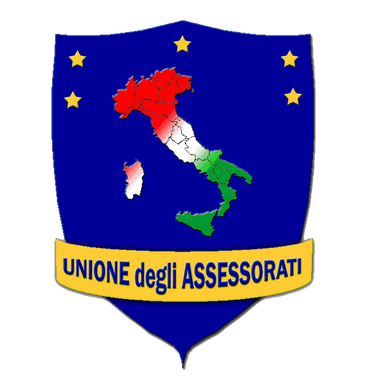 UNIONE degli ASSESSORATI